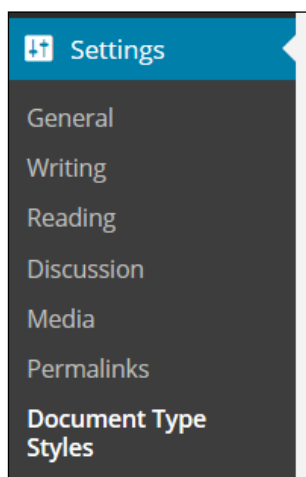 Settings
General
Writing
Reading
Discussion
Media
Permalinks
Document Type
Styles